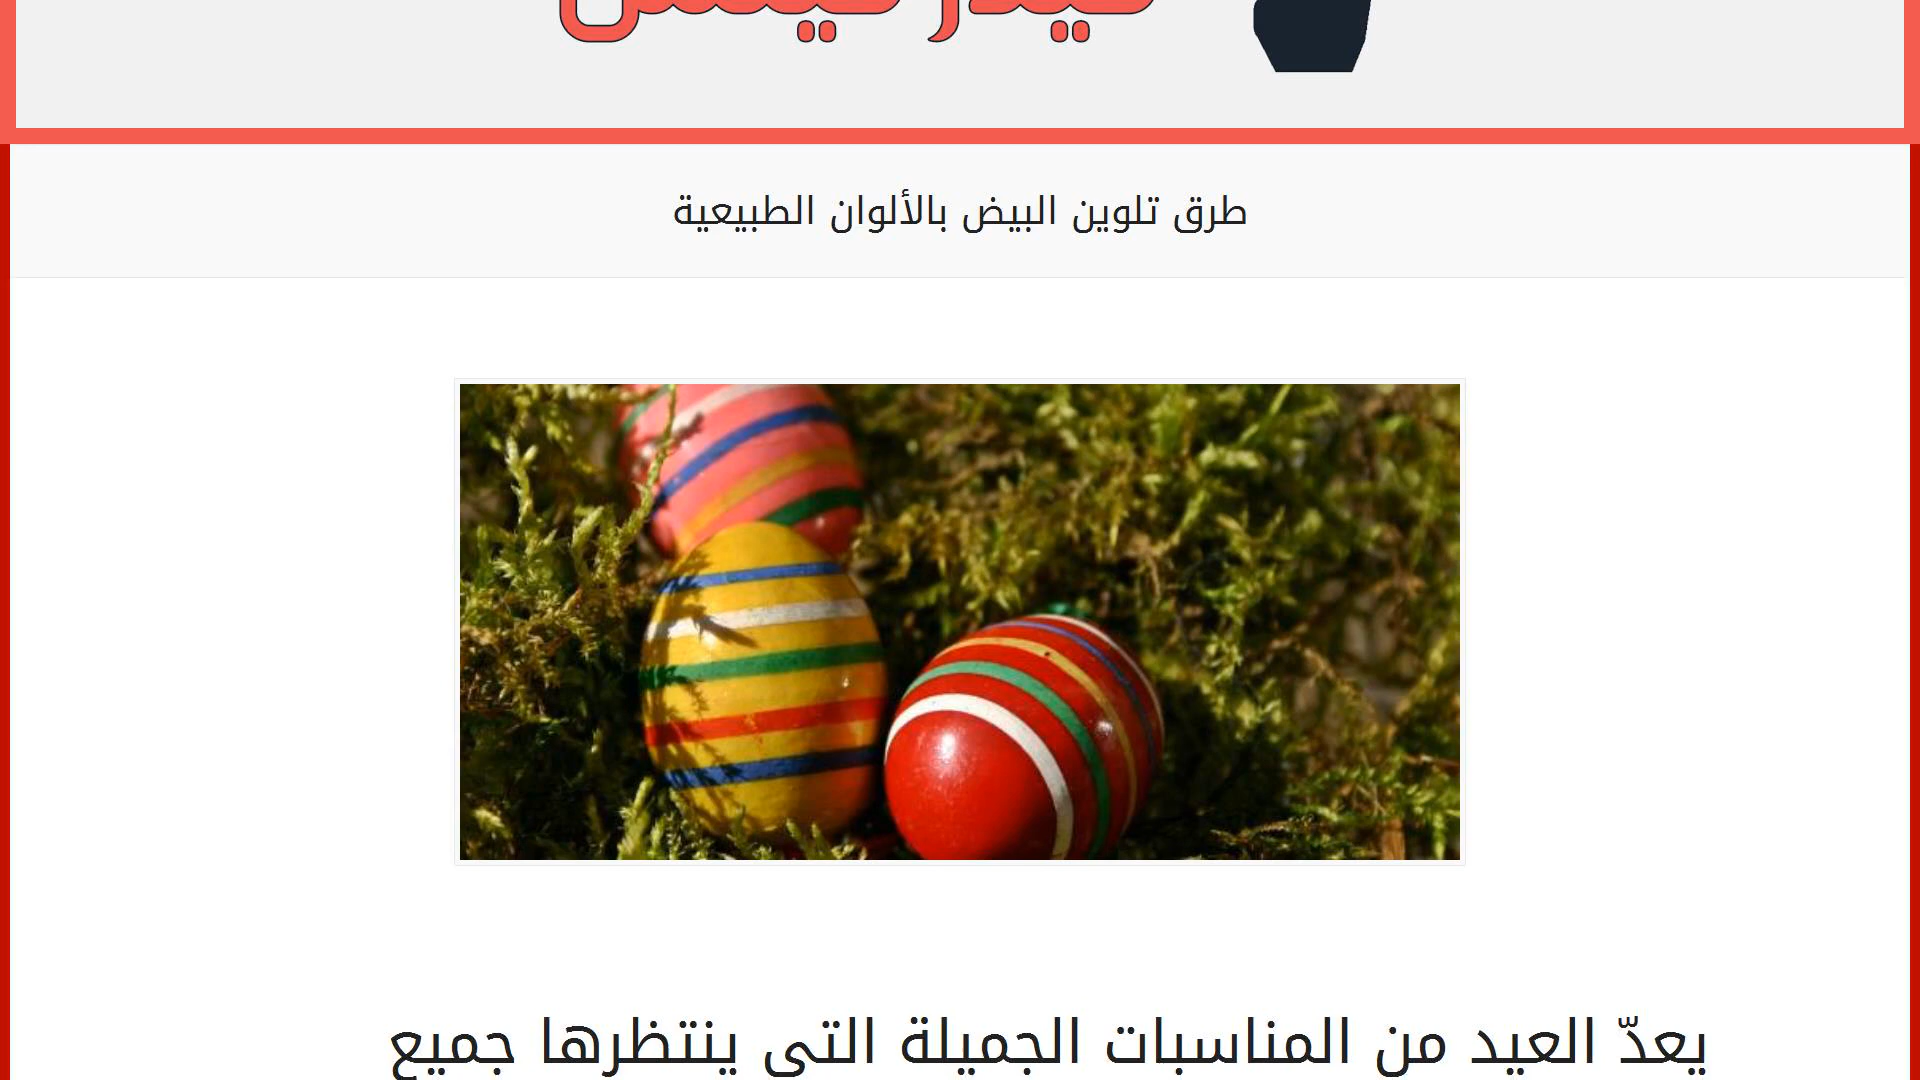 طرق تلوين البيض بالألوان الطبيعية
يعدّ العيد من المناسبات الجميلة التى ينتظرها جميع